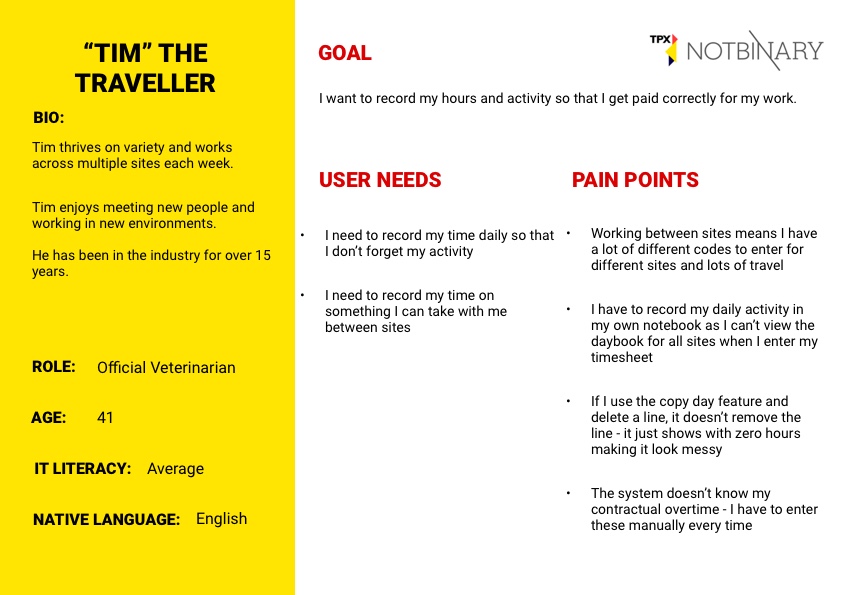 “TIM” THE
TRAVELLER
BIO:
Tim thrives on variety and works
across multiple sites each week.
Tim enjoys meeting new people and
working in new environments.
He has been in the industry for over 15
years.
ROLE: Official Veterinarian
AGE: 41
IT LITERACY: Average
NATIVE LANGUAGE: English
GOAL
TPX NOTBINARY
I want to record my hours and activity so that I get paid correctly for my work.
USER NEEDS
• I need to record my time daily so that
I don’t forget my activity
• I need to record my time on
something I can take with me
between sites
PAIN POINTS
• Working between sites means I have
a lot of different codes to enter for
different sites and lots of travel
• I have to record my daily activity in
my own notebook as I can’t view the
daybook for all sites when I enter my
timesheet
• If I use the copy day feature and
delete a line, it doesn’t remove the
line - it just shows with zero hours
making it look messy
• The system doesn’t know my
contractual overtime - I have to enter
these manually every time